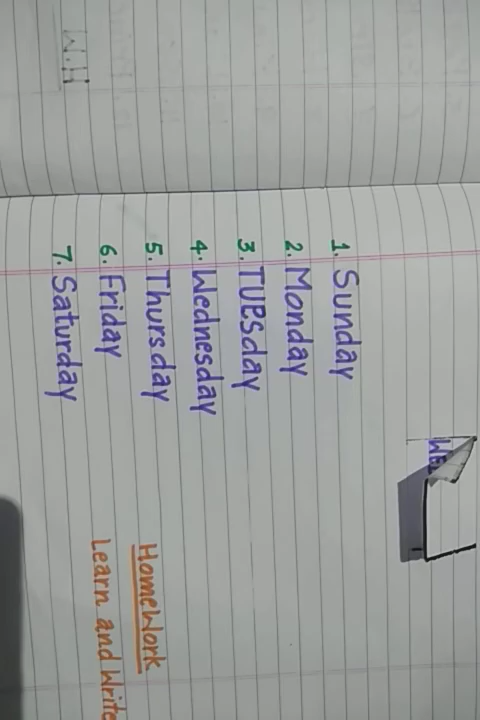 W.H
1. Sunday
2. Monday
3. TUESday
4. Wednesday
5. Thursday
6. Friday
7. Saturday
HomeWork
Learn and Write